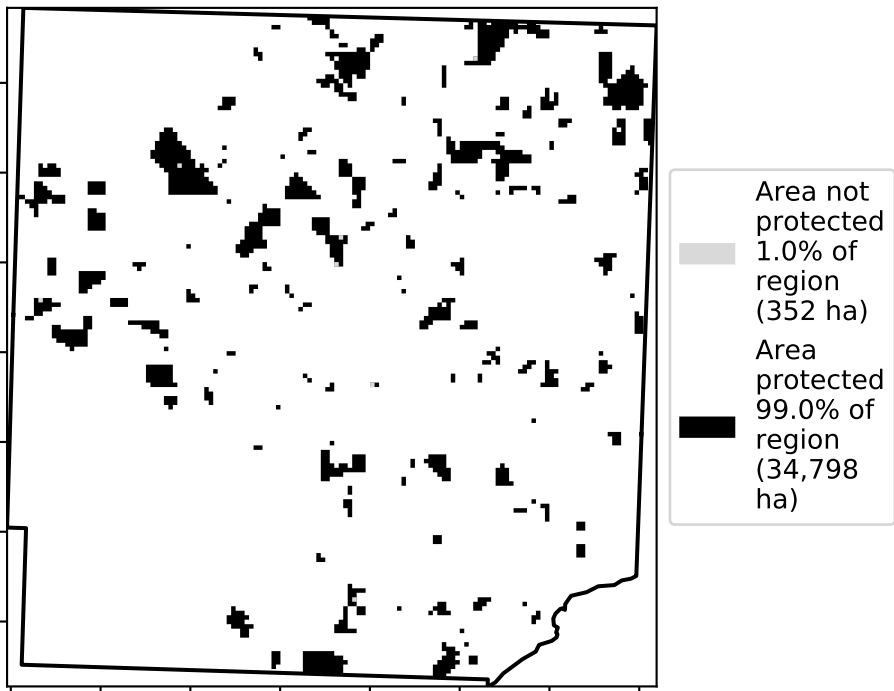 Area not
protected
1.0% of
region
(352 ha)
Area
protected
99.0% of
region
(34,798
ha)